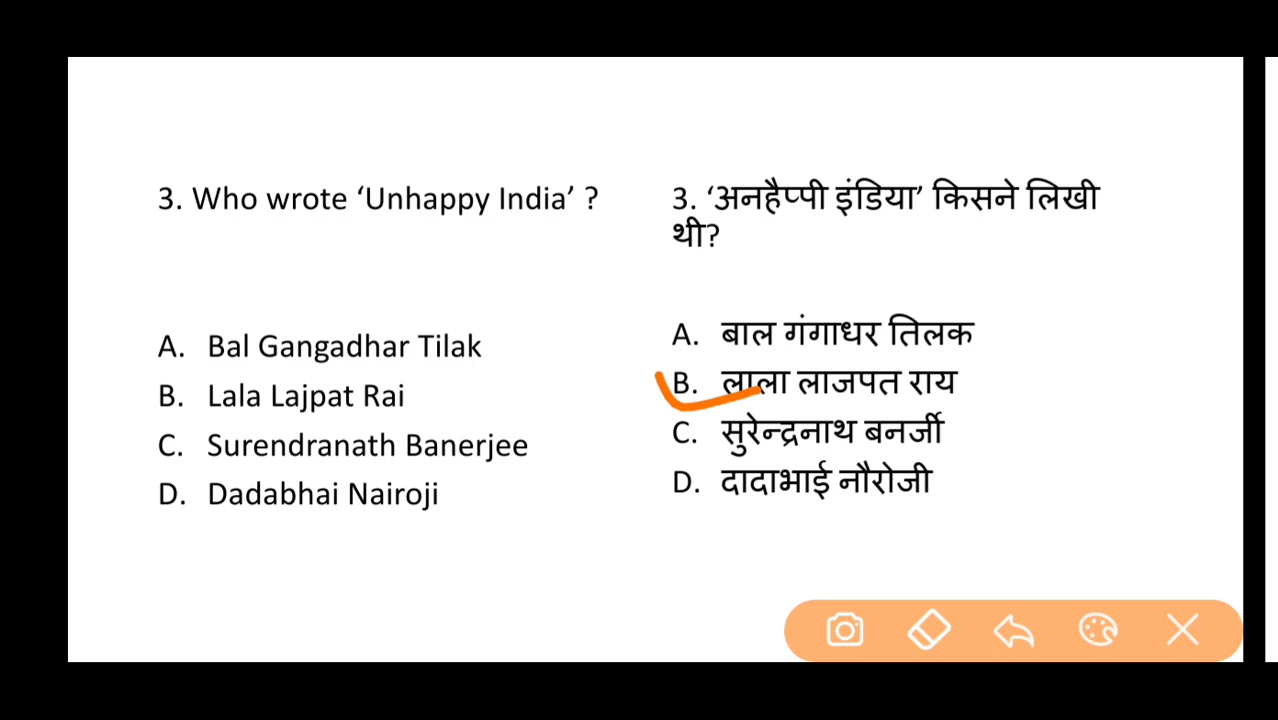 3. Who wrote ‘Unhappy India’ ?
A. Bal Gangadhar Tilak
B. Lala Lajpat Rai
C. Surendranath Banerjee
D. Dadabhai Nairoji
3. ‘अनहैप्पी इंडिया’ किसने लिखी
थी?
A. बाल गंगाधर तिलक
B. लाला लाजपत राय
C. सुरेन्द्रनाथ बनर्जी
D. दादाभाई नौरोजी